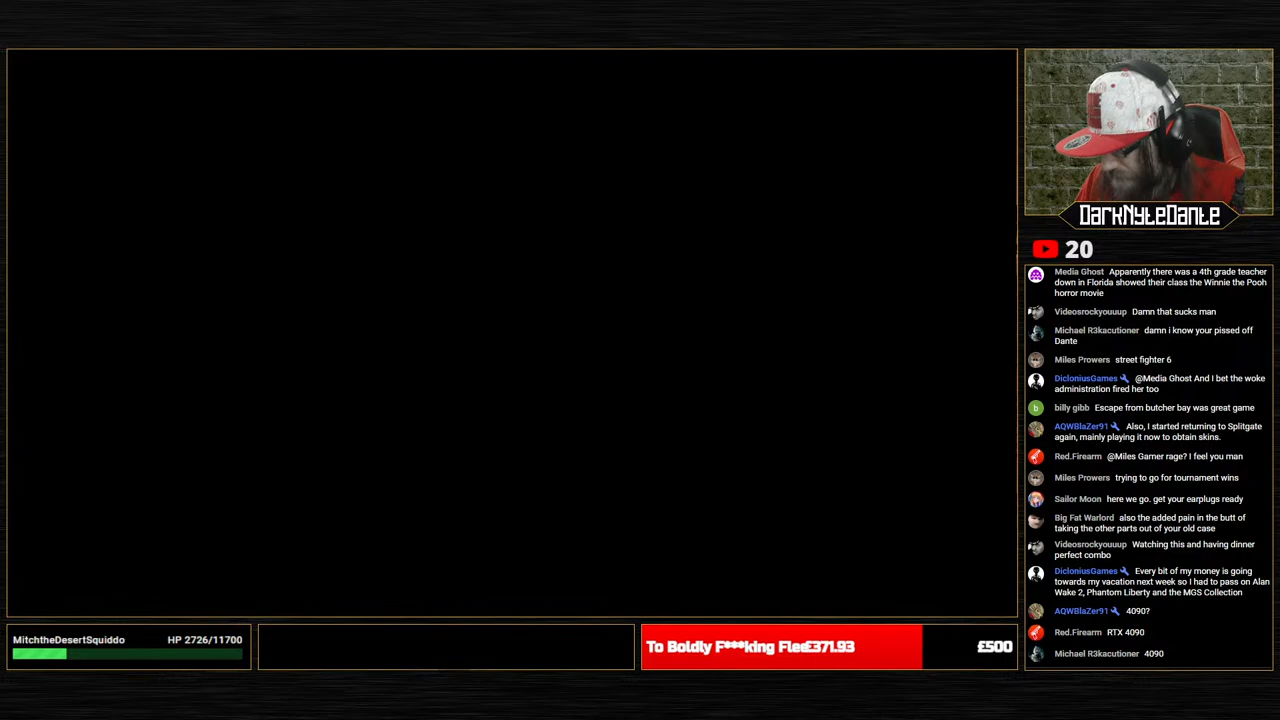 DarkNyteDante
20
Media Ghost Apparently there was a 4th grade teacher
down in Florida showed their class the Winnie the Pooh
horror movie
Videosrockyouuup Damn that sucks man
Michael R3kacutioner damn i know your pissed off
Dante
Miles Prowers street fighter 6
DicloniusGames @Media Ghost And I bet the woke
administration fired her too
b
billy gibb Escape from butcher bay was great game
AQWBlaZer91 Also, I started returning to Splitgate
again, mainly playing it now to obtain skins.
Red.Firearm @Miles Gamer rage? I feel you man
Miles Prowers trying to go for tournament wins
Sailor Moon here we go. get your earplugs ready
Big Fat Warlord also the added pain in the butt of
taking the other parts out of your old case
Videosrockyouuup Watching this and having dinner
perfect combo
DicloniusGames Every bit of my money is going
towards my vacation next week so I had to pass on Alan
Wake 2, Phantom Liberty and the MGS Collection
AQWBlaZer91 4090?
Red.Firearm RTX 4090
Michael R3kacutioner 4090
MitchtheDesertSquiddo HP 2726/11700
To Boldly F***king Flee£371.93 £500